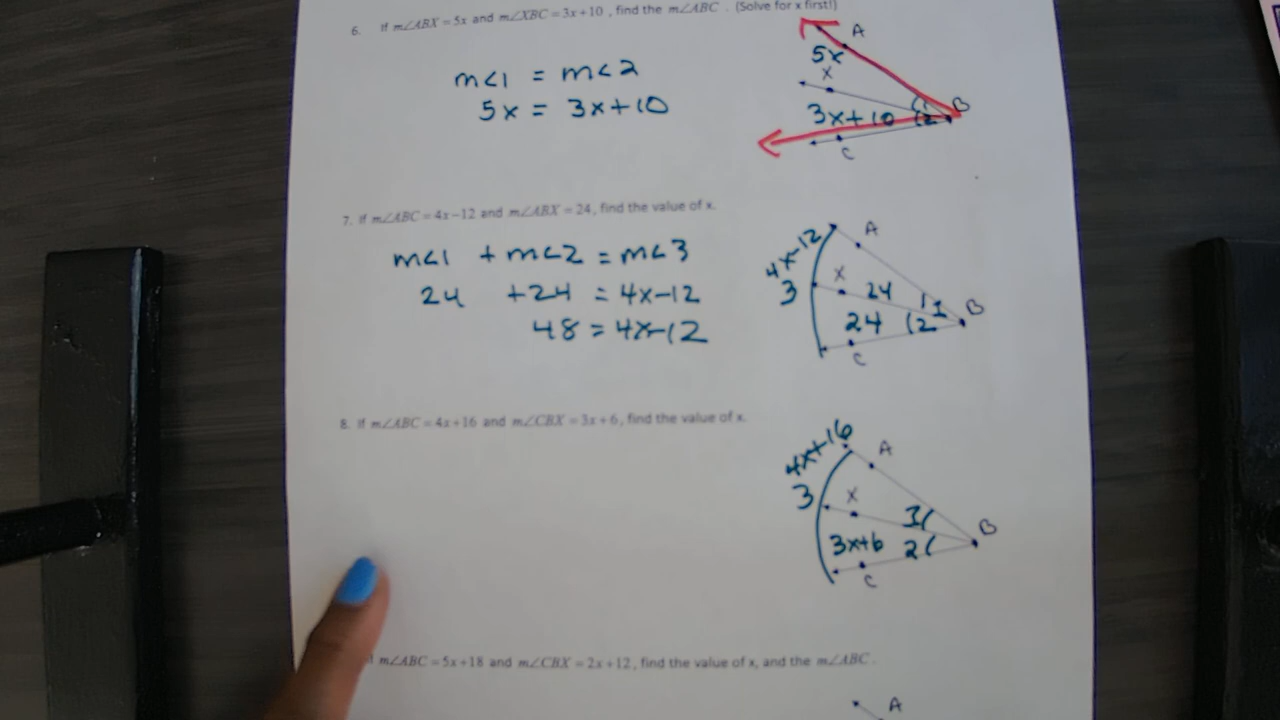 6. If m∠ABX = 5x and m∠XBC = 3x+10, find the m∠ABC. (Solve for x first!)
m<1 = m<2
5x = 3x+10
A
5x
X
B
3x+10 (2
C
7. If m∠ABC = 4x-12 and m∠ABX = 24, find the value of x.
m<1 + m<2 = m<3
24 +24 = 4x-12
48 = 4x-12
4x-12
A
X
3
24
B
24 (2
C
8. If m∠ABC = 4x+16 and m∠CBX = 3x+6, find the value of x.
4x+16
A
3
X
1(
B
3x+6 2(
C
m∠ABC = 5x+18 and m∠CBX = 2x+12, find the value of x, and the m∠ABC.
A